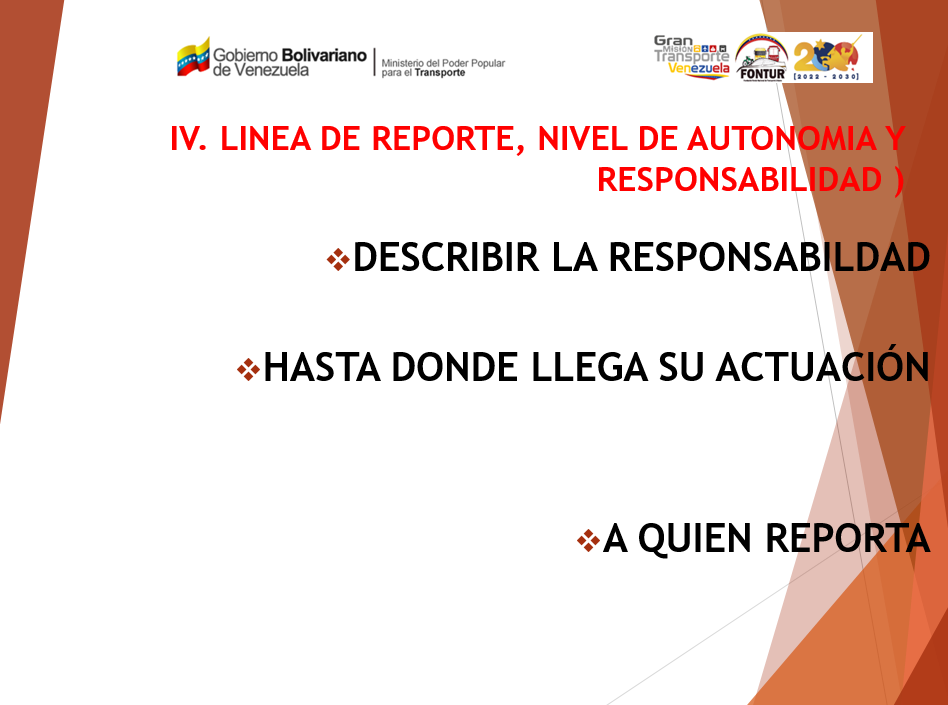 Gobierno Bolivariano
de Venezuela
Ministerio del Poder Popular
para el Transporte
Gran
MISIÓN
Transporte
Venezuela
FONTUR
200
[2022 - 2030]
IV. LINEA DE REPORTE, NIVEL DE AUTONOMIA Y
RESPONSABILIDAD )
❖DESCRIBIR LA RESPONSABILDAD
❖HASTA DONDE LLEGA SU ACTUACIÓN
❖A QUIEN REPORTA